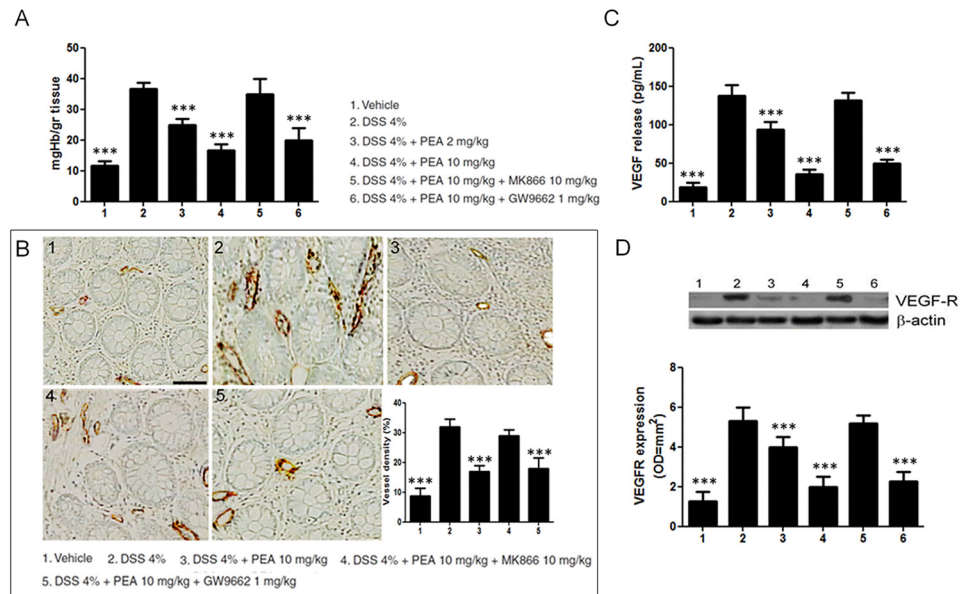 A
mgHb/gr tissue
50
40
30
20
10
0
***
***
***
***
1 2 3 4 5 6
1. Vehicle
2. DSS 4%
3. DSS 4% + PEA 2 mg/kg
4. DSS 4% + PEA 10 mg/kg
5. DSS 4% + PEA 10 mg/kg + MK866 10 mg/kg
6. DSS 4% + PEA 10 mg/kg + GW9662 1 mg/kg
C
VEGF release (pg/mL)
200
150
100
50
0
***
***
***
***
1 2 3 4 5 6
B
1
2
3
4
5
Vessel density (%)
40
30
20
10
0
***
***
***
1 2 3 4 5
1. Vehicle 2. DSS 4% 3. DSS 4% + PEA 10 mg/kg 4. DSS 4% + PEA 10 mg/kg + MK866 10 mg/kg
5. DSS 4% + PEA 10 mg/kg + GW9662 1 mg/kg
D
1 2 3 4 5 6
VEGF-R
β-actin
VEGFR expression
(OD=mm²)
8
6
4
2
0
***
***
***
***
1 2 3 4 5 6